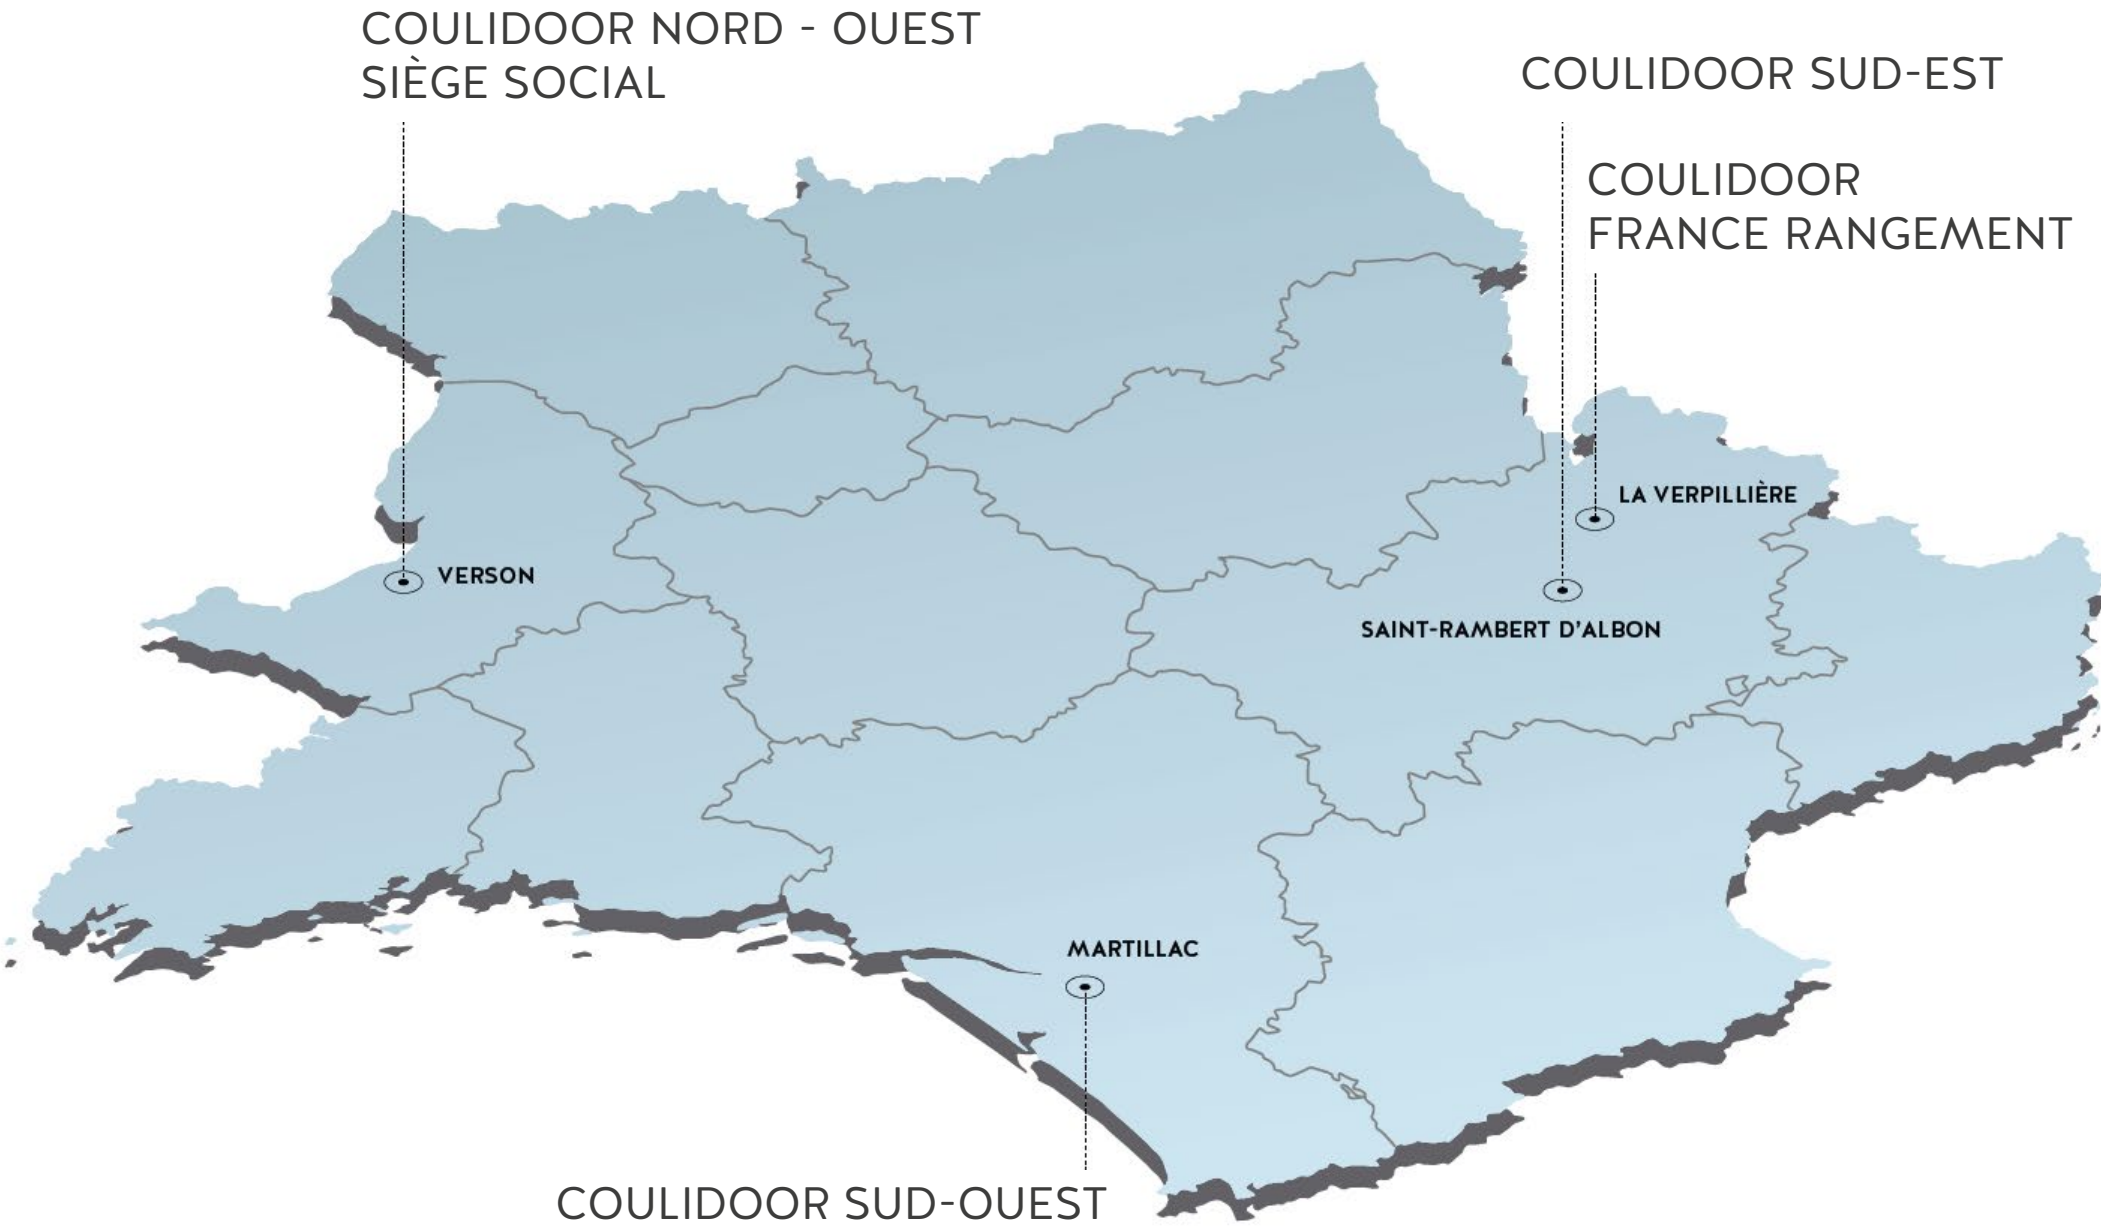 COULIDOOR NORD - OUEST
SIÈGE SOCIAL
COULIDOOR SUD-EST
COULIDOOR
FRANCE RANGEMENT
LA VERPILLIÈRE
VERSON
SAINT-RAMBERT D'ALBON
MARTILLAC
COULIDOOR SUD-OUEST